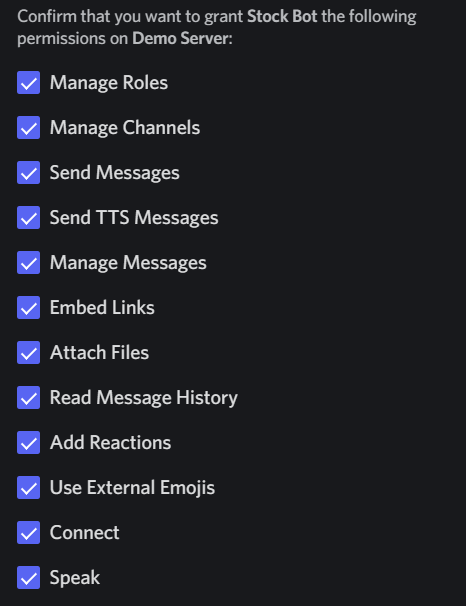 Confirm that you want to grant Stock Bot the following
permissions on Demo Server:
Manage Roles
Manage Channels
Send Messages
Send TTS Messages
Manage Messages
Embed Links
Attach Files
Read Message History
Add Reactions
Use External Emojis
Connect
Speak